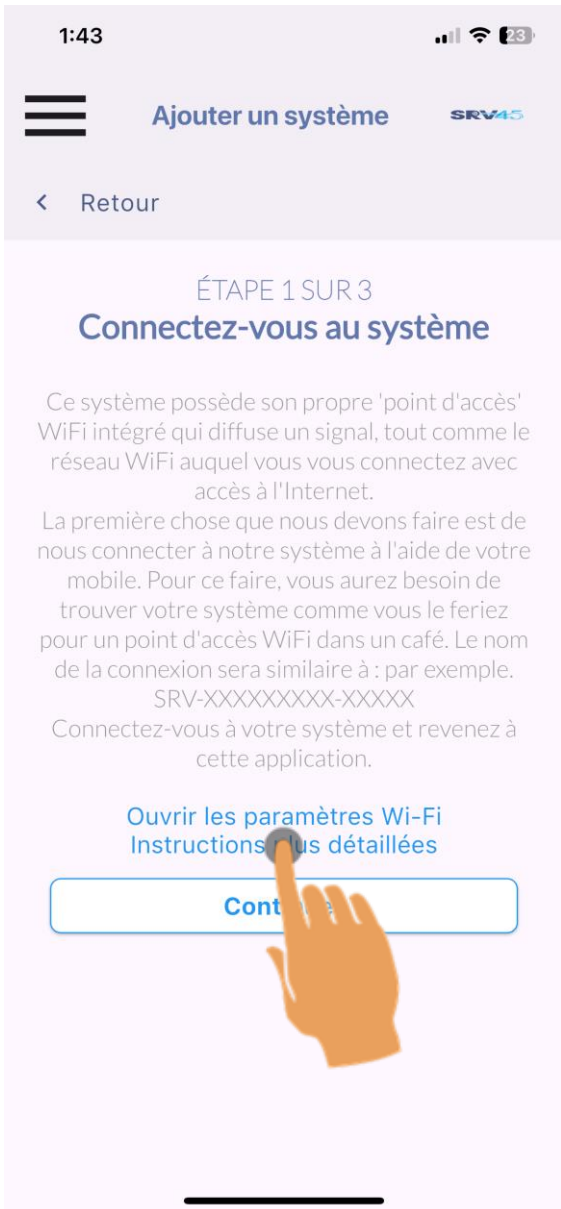 1:43
23
Ajouter un système
SRV45
< Retour
ÉTAPE 1 SUR 3
Connectez-vous au système
Ce système possède son propre 'point d'accès'
WiFi intégré qui diffuse un signal, tout comme le
réseau WiFi auquel vous vous connectez avec
accès à l'Internet.
La première chose que nous devons faire est de
nous connecter à notre système à l'aide de votre
mobile. Pour ce faire, vous aurez besoin de
trouver votre système comme vous le feriez
pour un point d'accès WiFi dans un café. Le nom
de la connexion sera similaire à : par exemple.
SRV-XXXXXXXXX-XXXXX
Connectez-vous à votre système et revenez à
cette application.
Ouvrir les paramètres Wi-Fi
Instructions plus détaillées